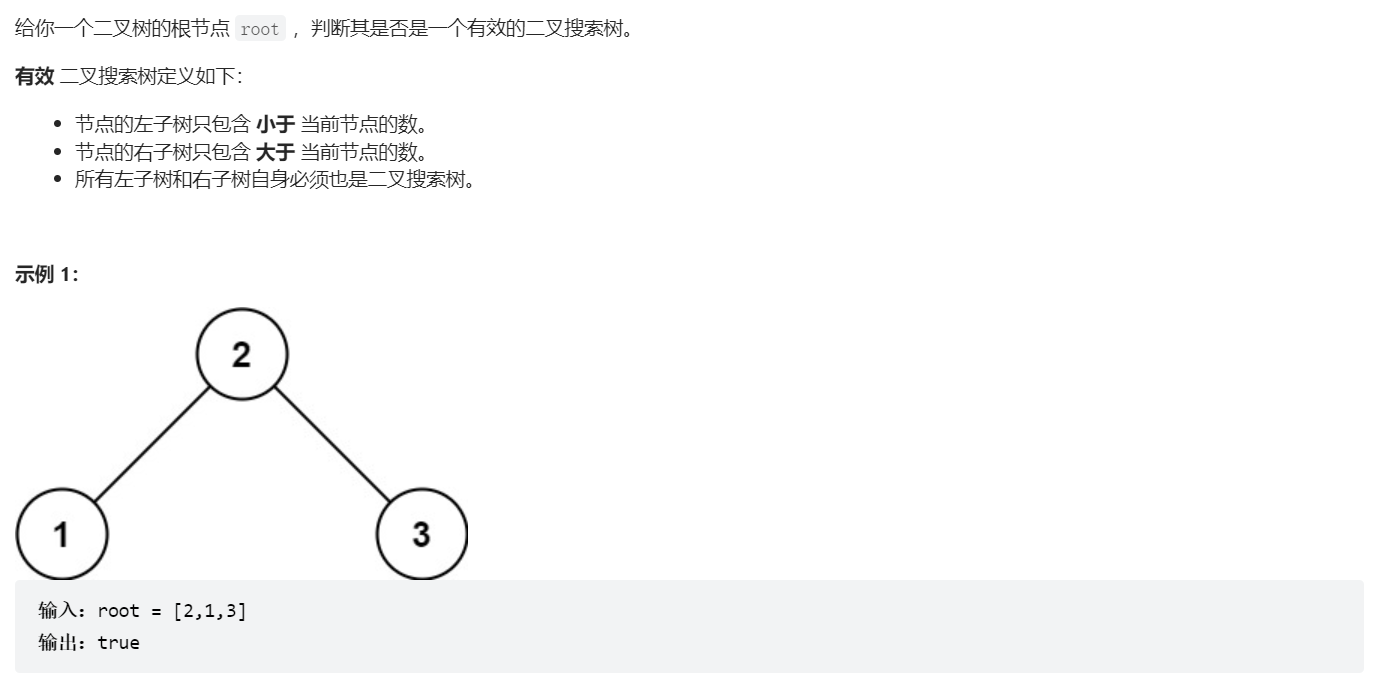 给你一个二叉树的根节点 root ，判断其是否是一个有效的二叉搜索树。
有效 二叉搜索树定义如下：
• 节点的左子树只包含 小于 当前节点的数。
• 节点的右子树只包含 大于 当前节点的数。
• 所有左子树和右子树自身必须也是二叉搜索树。
示例 1：
2
1 3
输入：root = [2,1,3]
输出：true